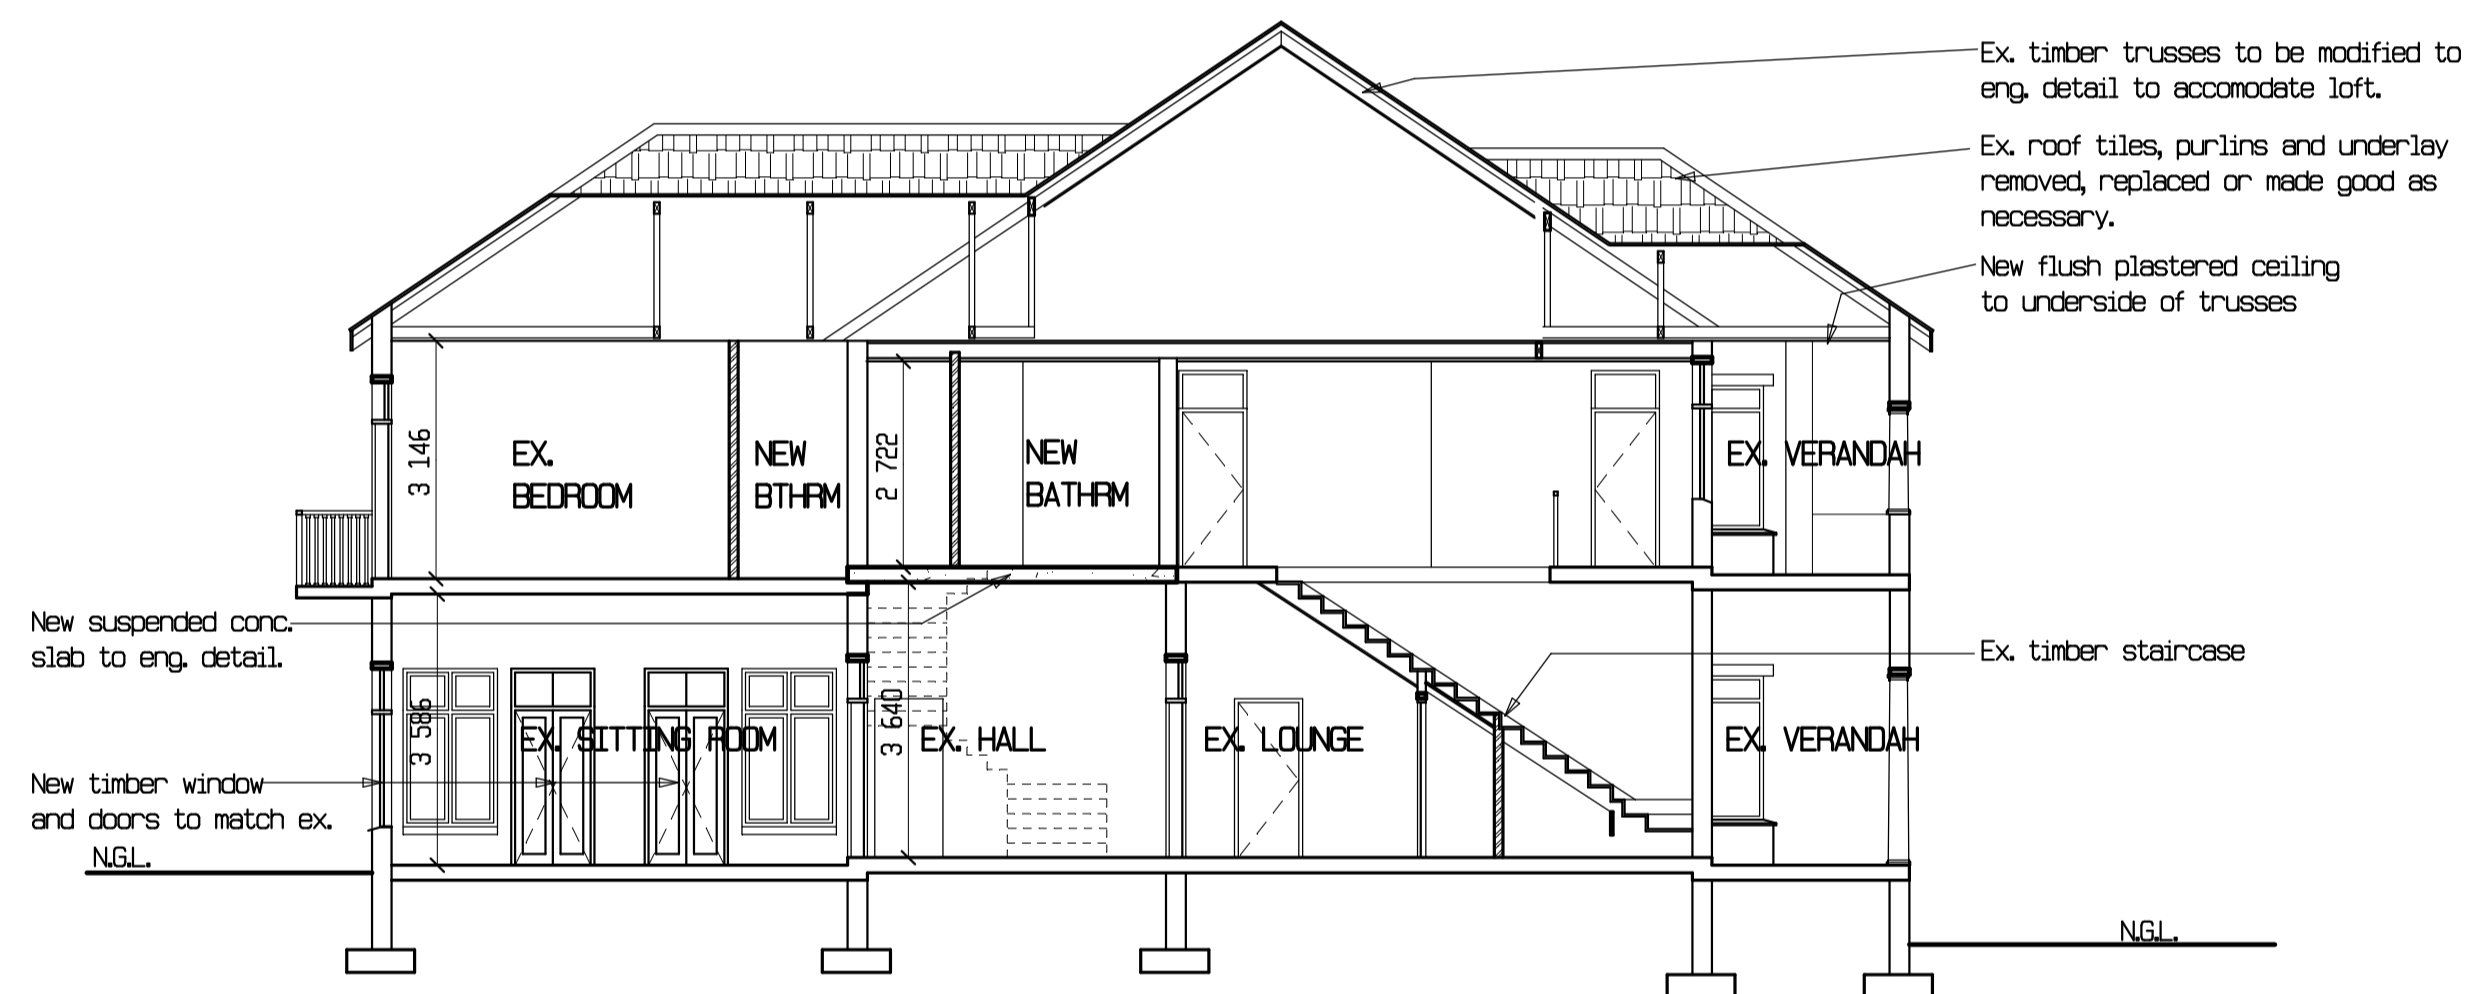 Ex. timber trusses to be modified to
eng. detail to accomodate loft.
Ex. roof tiles, purlins and underlay
removed, replaced or made good as
necessary.
New flush plastered ceiling
to underside of trusses
3 146
EX.
BEDROOM
NEW
BTHRM
2 722
NEW
BATHRM
EX. VERANDAH
New suspended conc.
slab to eng. detail.
Ex. timber staircase
3 586
EX. SITTING ROOM
3 640
EX. HALL
EX. LOUNGE
EX. VERANDAH
New timber window
and doors to match ex.
N.G.L.
N.G.L.